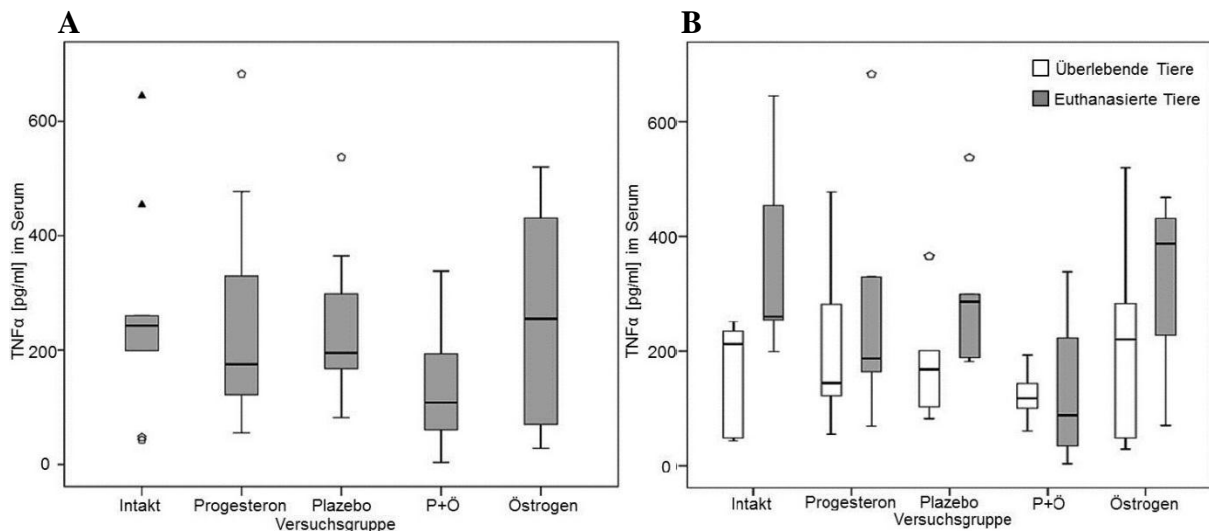 A
TNFα [pg/ml] im Serum
600
400
200
0
Intakt Progesteron Plazebo P+Ö Östrogen
Versuchsgruppe
B
Überlebende Tiere
Euthanasierte Tiere
TNFα [pg/ml] im Serum
600
400
200
0
Intakt Progesteron Plazebo P+Ö Östrogen
Versuchsgruppe